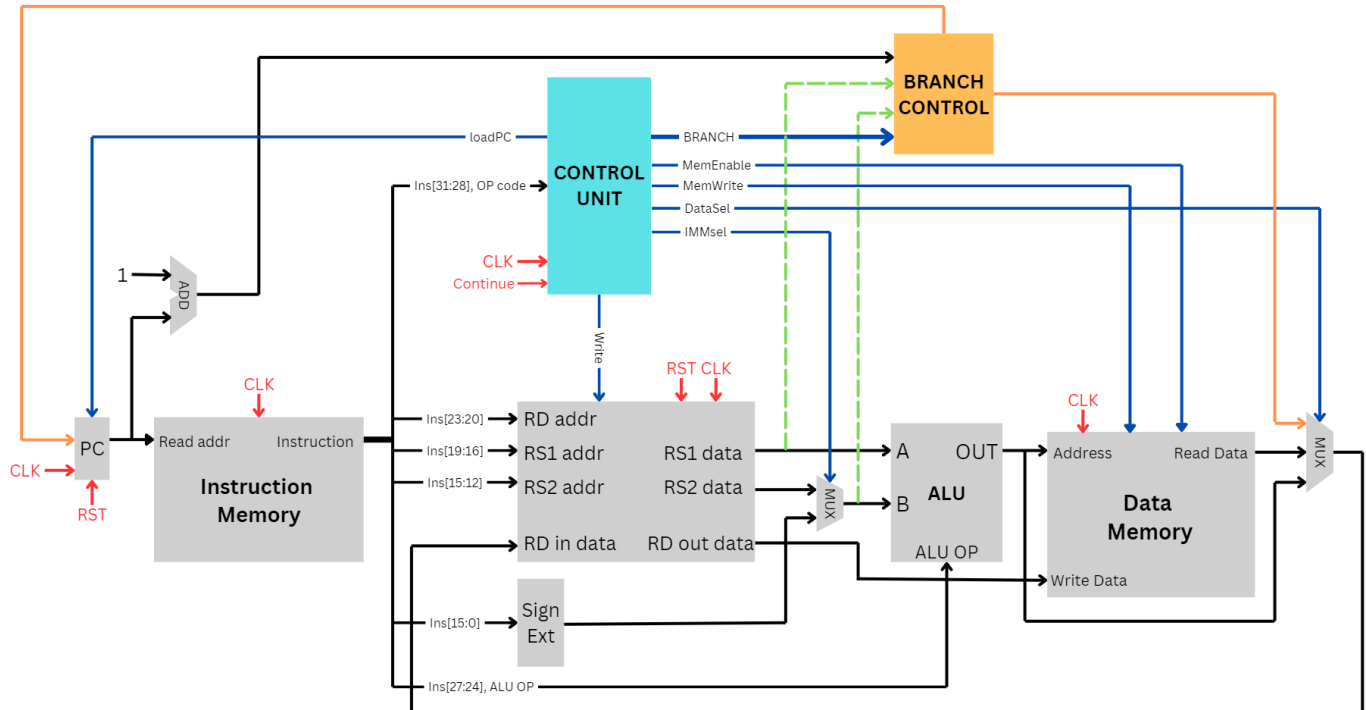 BRANCH
CONTROL
loadPC
BRANCH
MemEnable
CONTROL
UNIT
Ins[31:28], OP code
MemWrite
DataSel
IMMsel
CLK
Continue
1
ADD
Write
RST CLK
CLK
CLK
PC
Read addr
Instruction
Instruction
Memory
CLK
RST
Ins[23:20]
RD addr
Ins[19:16]
RS1 addr
RS1 data
Ins[15:12]
RS2 addr
RS2 data
RD in data
RD out data
MUX
A
OUT
ALU
B
ALU OP
Address
Read Data
Data
Memory
Write Data
MUX
Ins[15:0]
Sign
Ext
Ins[27:24], ALU OP